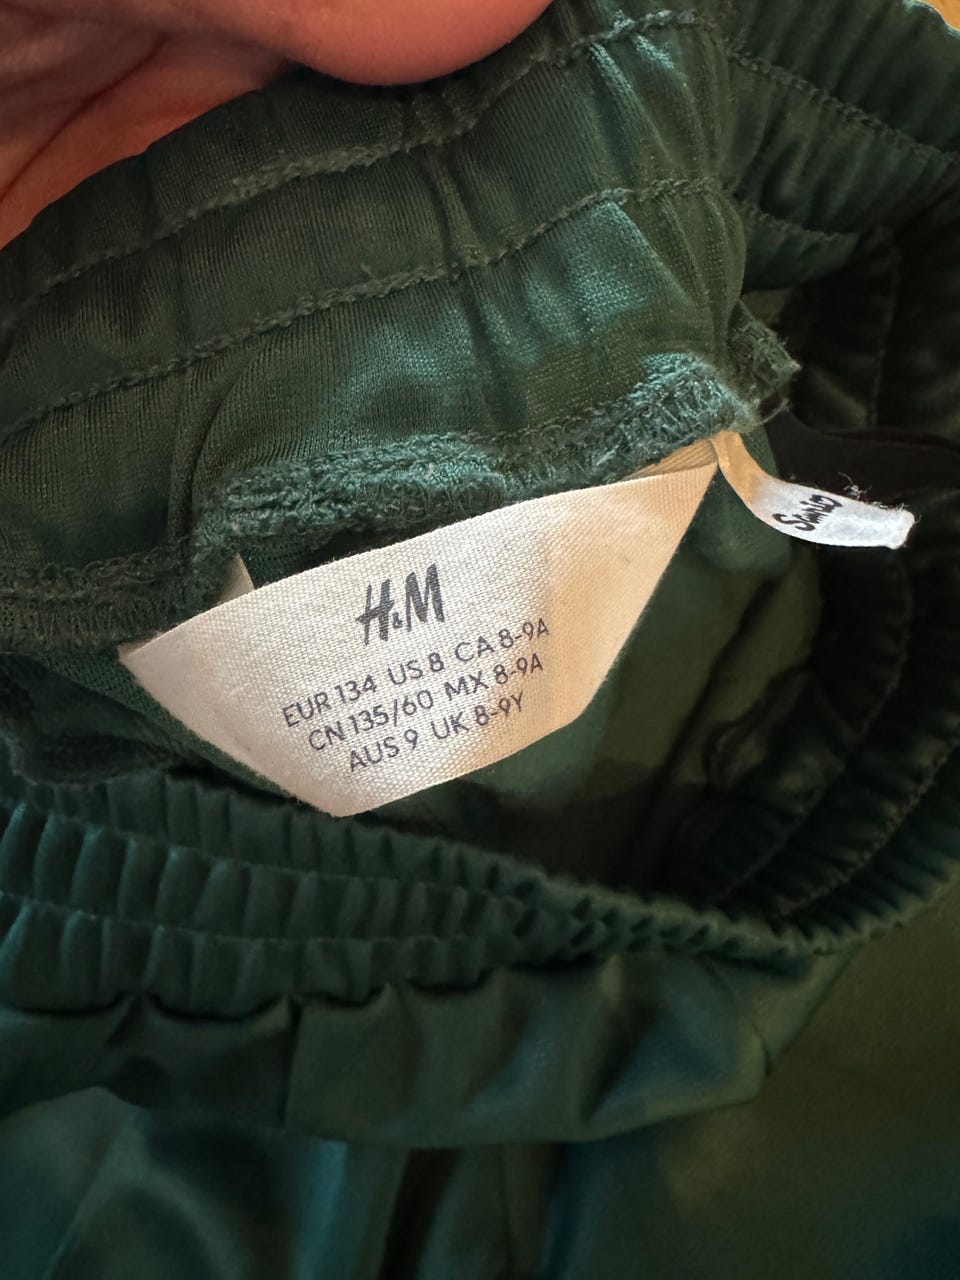 H&M
EUR 134 US 8 CA 8-9A
CN 135/60 MX 8-9A
AUS 9 UK 8-9Y